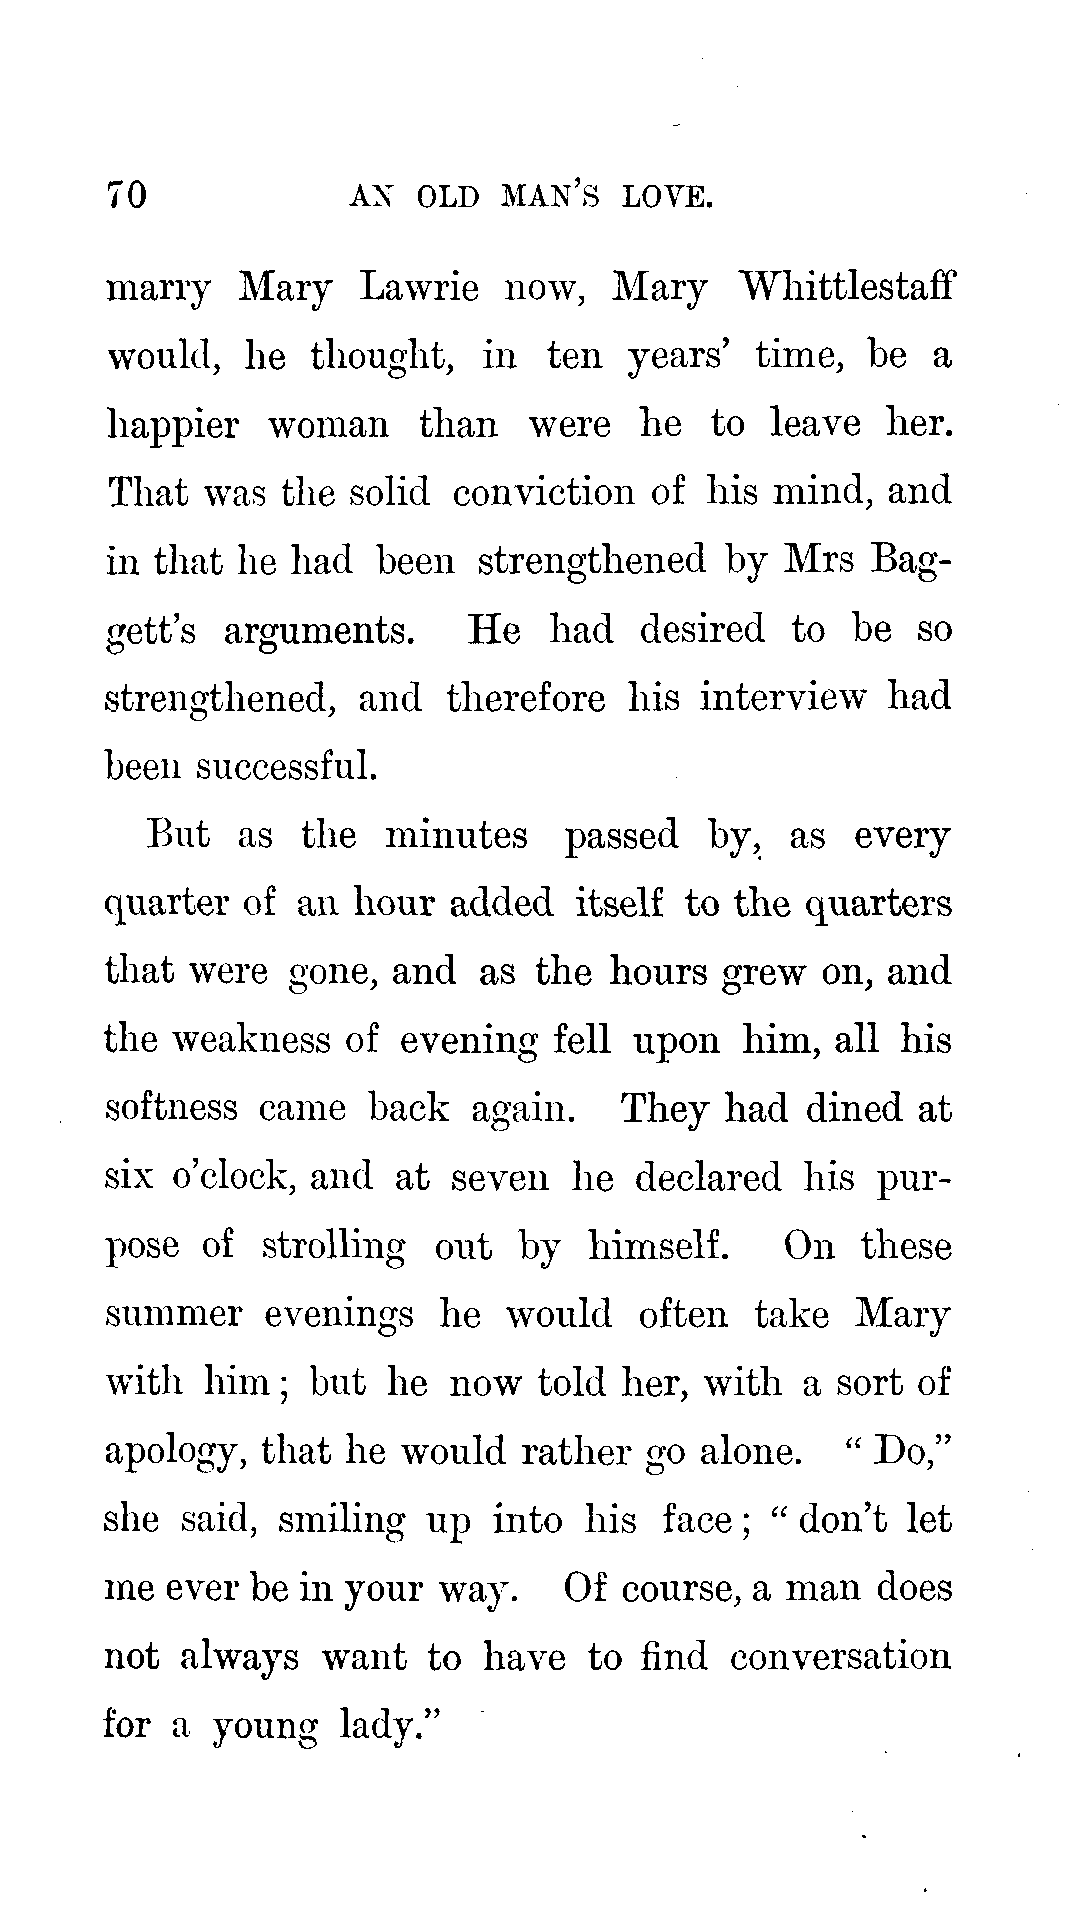 70 AN OLD MAN'S LOVE.
marry Mary Lawrie now, Mary Whittlestaff
would, he thought, in ten years' time, be a
happier woman than were he to leave her.
That was the solid conviction of his mind, and
in that he had been strengthened by Mrs Bag-
gett's arguments. He had desired to be so
strengthened, and therefore his interview had
been successful.
But as the minutes passed by, as every
quarter of an hour added itself to the quarters
that were gone, and as the hours grew on, and
the weakness of evening fell upon him, all his
softness came back again. They had dined at
six o'clock, and at seven he declared his pur-
pose of strolling out by himself. On these
summer evenings he would often take Mary
with him; but he now told her, with a sort of
apology, that he would rather go alone. "Do,"
she said, smiling up into his face; "don't let
me ever be in your way. Of course, a man does
not always want to have to find conversation
for a young lady."